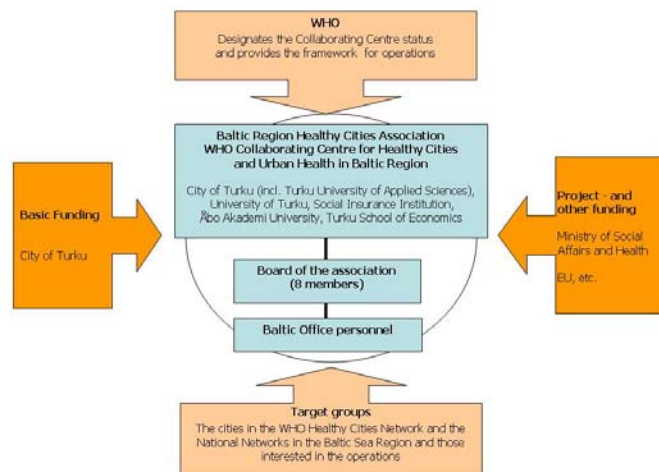 WHO
Designates the Collaborating Centre status
and provides the framework for operations
Baltic Region Healthy Cities Association
WHO Collaborating Centre for Healthy Cities
and Urban Health in Baltic Region
City of Turku (incl. Turku University of Applied Sciences),
University of Turku, Social Insurance Institution,
Åbo Akademi University, Turku School of Economics
Basic Funding
City of Turku
Project - and
other funding
Ministry of Social
Affairs and Health
EU, etc.
Board of the association
(8 members)
Baltic Office personnel
Target groups
The cities in the WHO Healthy Cities Network and the
National Networks in the Baltic Sea Region and those
interested in the operations